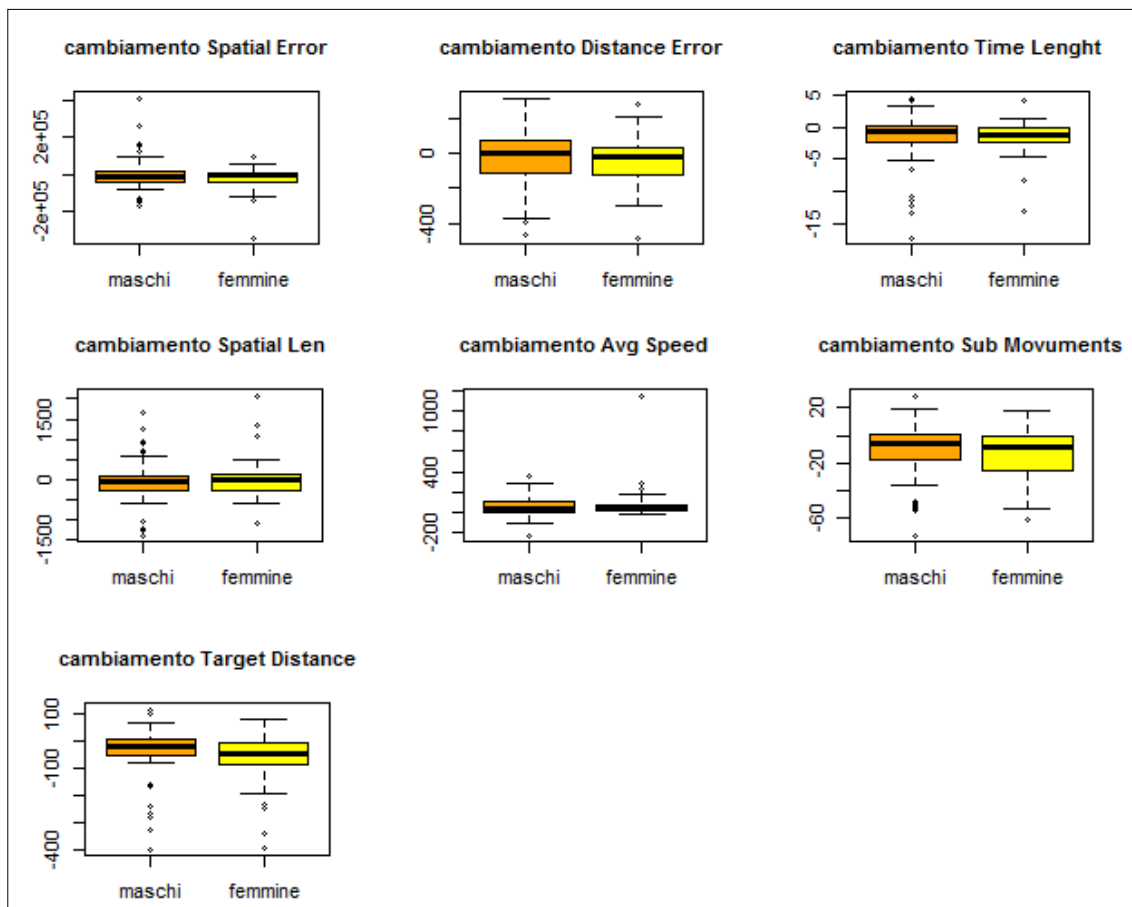 cambiamento Spatial Error
2e+05
-2e+05
maschi femmine
cambiamento Distance Error
0
-400
maschi femmine
cambiamento Time Lenght
5
0
-5
-15
maschi femmine
cambiamento Spatial Len
1500
0
-1500
maschi femmine
cambiamento Avg Speed
1000
400
-200
maschi femmine
cambiamento Sub Movuments
20
-20
-60
maschi femmine
cambiamento Target Distance
100
-100
-400
maschi femmine